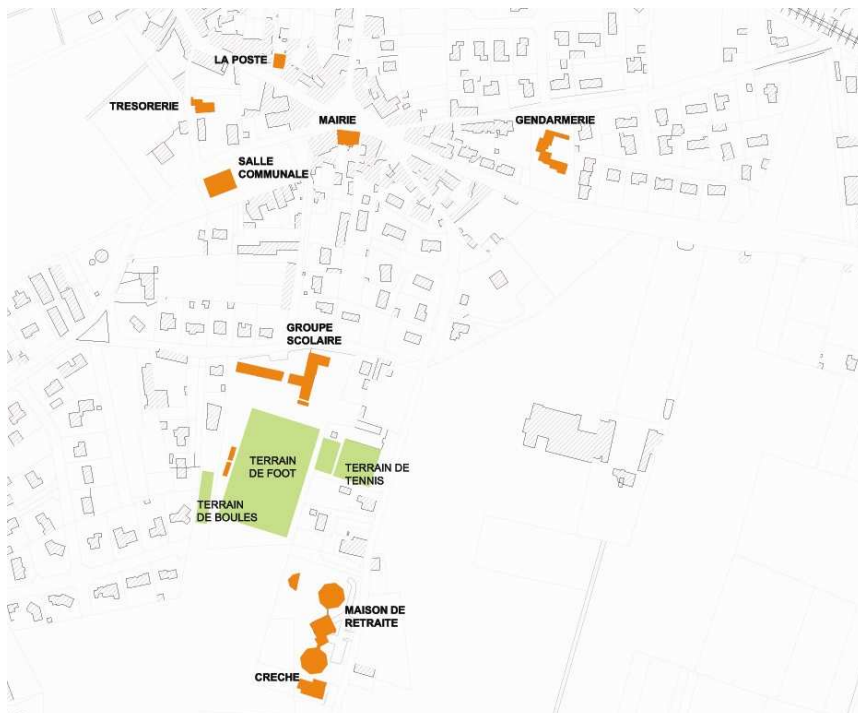 LA POSTE
TRESORERIE
MAIRIE
GENDARMERIE
SALLE
COMMUNALE
GROUPE
SCOLAIRE
TERRAIN
DE FOOT
TERRAIN DE
TENNIS
TERRAIN
DE BOULES
MAISON DE
RETRAITE
CRECHE